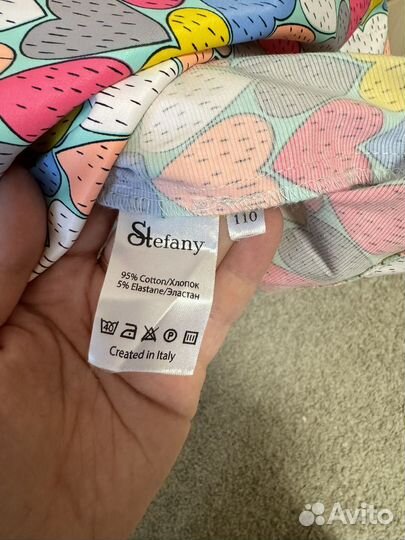 Stefany
110
95% Cotton/Хлопок
5% Elastane/Эластан
40
P
Created in Italy
Avito